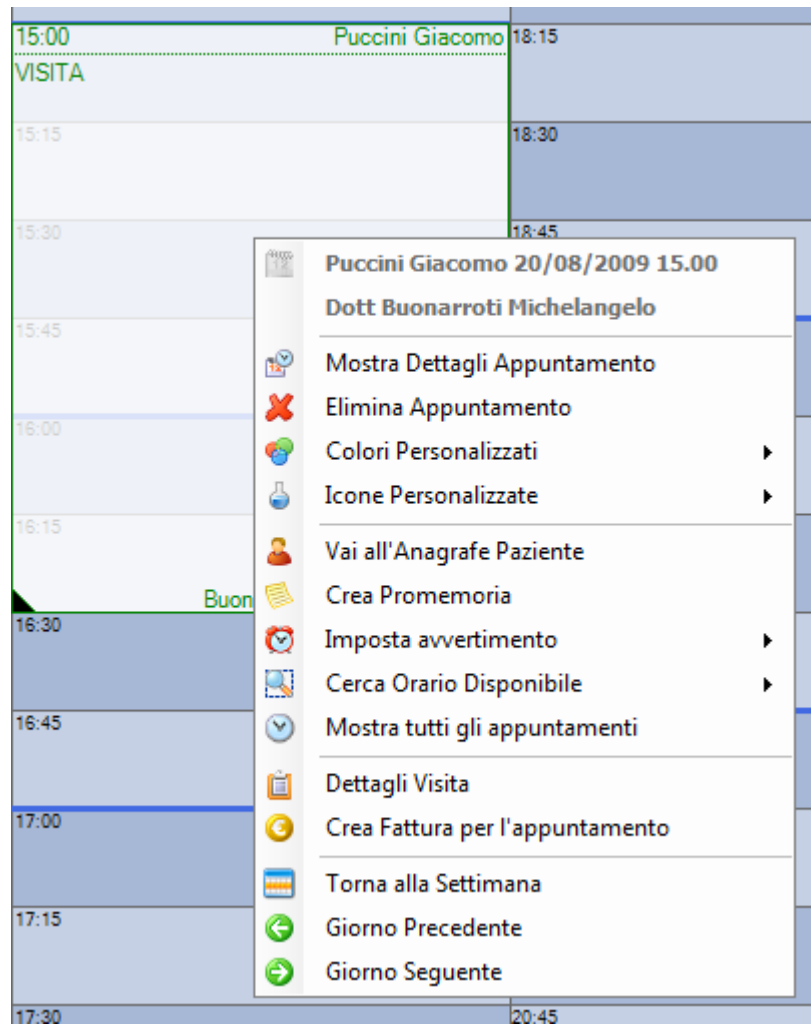 15:00 Puccini Giacomo
VISITA
15:15
15:30
15:45
16:00
16:15
Buon
16:30
16:45
17:00
17:15
17:30
18:15
18:30
18:45
20:45
Puccini Giacomo 20/08/2009 15.00
Dott Buonarroti Michelangelo
Mostra Dettagli Appuntamento
Elimina Appuntamento
Colori Personalizzati
Icone Personalizzate
Vai all'Anagrafe Paziente
Crea Promemoria
Imposta avvertimento
Cerca Orario Disponibile
Mostra tutti gli appuntamenti
Dettagli Visita
Crea Fattura per l'appuntamento
Torna alla Settimana
Giorno Precedente
Giorno Seguente